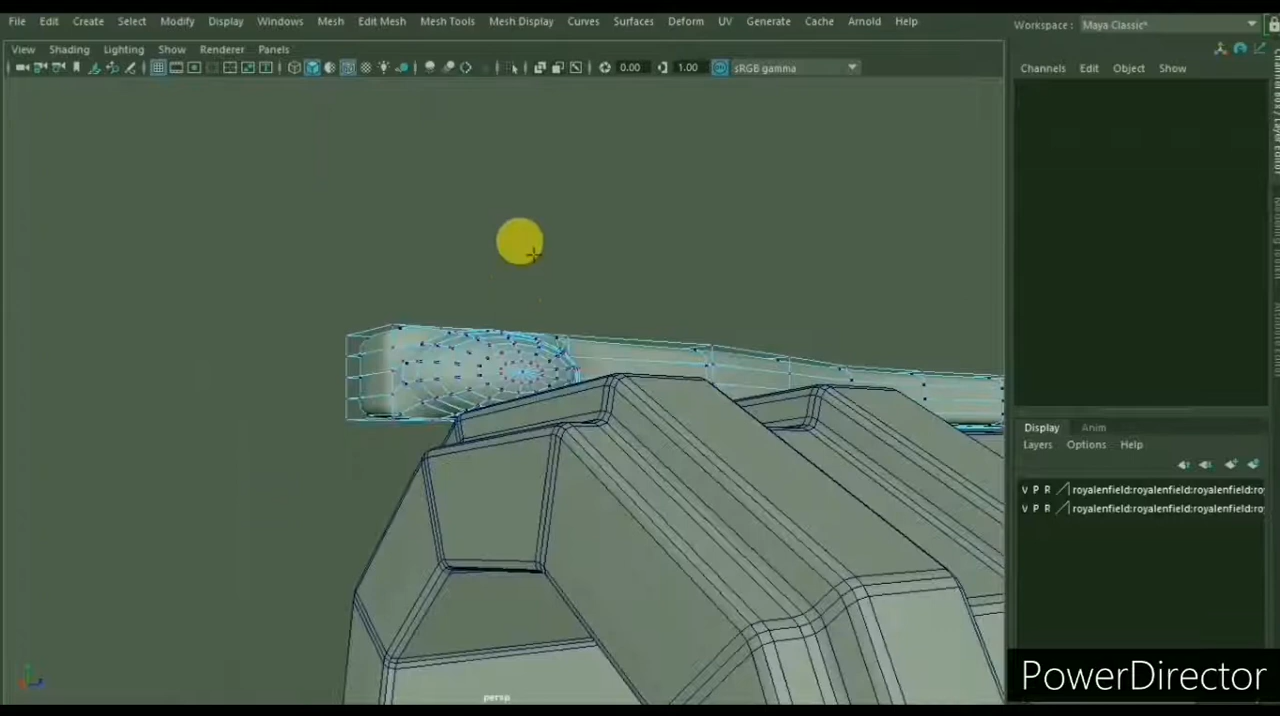 File Edit Create Select Modify Display Windows Mesh Edit Mesh Mesh Tools Mesh Display Curves Surfaces Deform UV Generate Cache Arnold Help
Workspace : Maya Classic*
View Shading Lighting Show Renderer Panels
0.00 1.00 sRGB gamma
Channels Edit Object Show
Display Anim
Layers Options Help
V P R royalenfield:royalenfield:royalenfield:ro
V P R royalenfield:royalenfield:royalenfield:ro
persp
PowerDirector